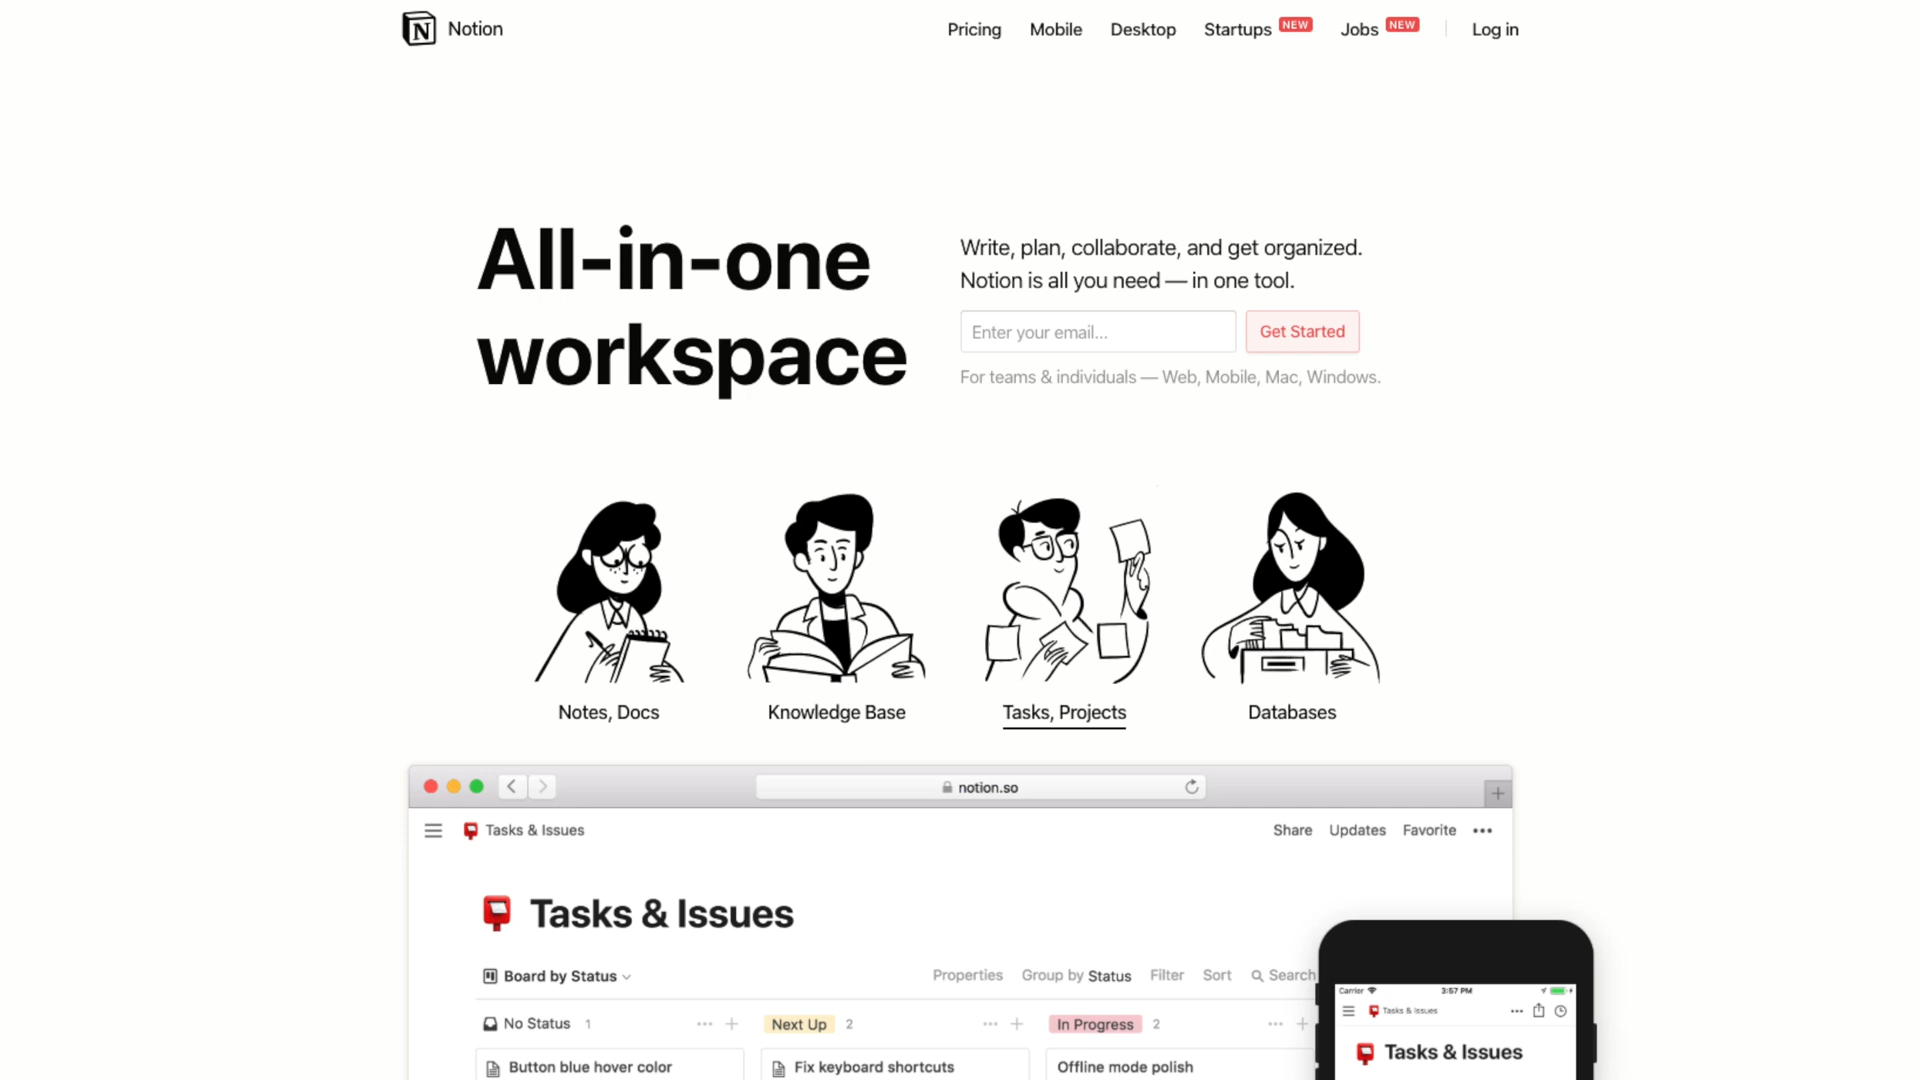 Notion
Pricing Mobile Desktop Startups NEW Jobs NEW Log in
All-in-one
workspace
Write, plan, collaborate, and get organized.
Notion is all you need — in one tool.
Enter your email... Get Started
For teams & individuals — Web, Mobile, Mac, Windows.
Notes, Docs Knowledge Base Tasks, Projects Databases
notion.so
Tasks & Issues Share Updates Favorite •••
Tasks & Issues
Board by Status Properties Group by Status Filter Sort Search
No Status 1 ••• + Next Up 2 ••• + In Progress 2 ••• +
Button blue hover color Fix keyboard shortcuts Offline mode polish
Carrier 3:57 PM
Tasks & Issues •••
Tasks & Issues